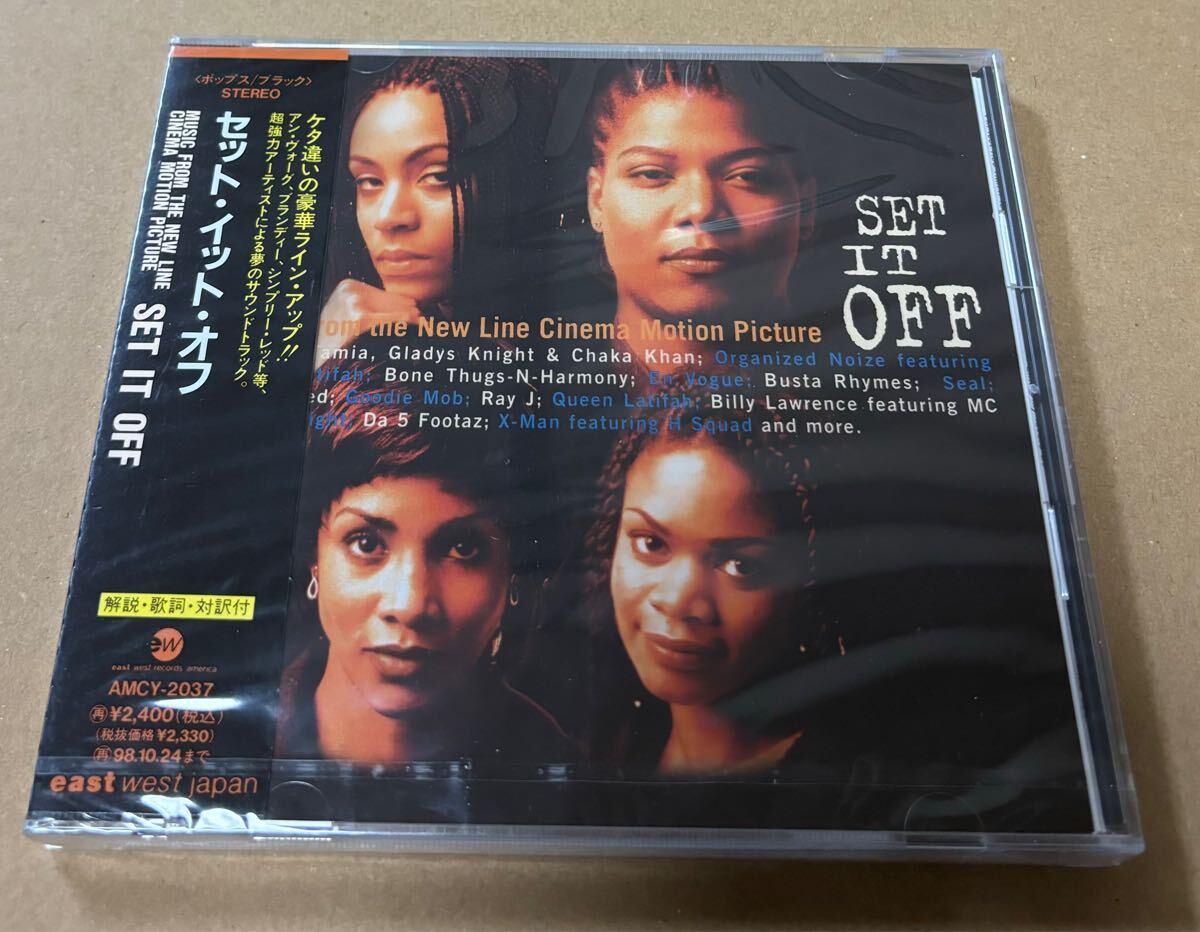 〈ポップス/ブラック〉
STEREO
ケタ違いの豪華ライン・アップ!!
アン・ヴォーグ、ブランディー、シンプリー・レッド等、
超強力アーティストによる夢のサウンドトラック。
セット・イット・オフ
MUSIC FROM THE NEW LINE
CINEMA MOTION PICTURE
SET IT OFF
解説・歌詞・対訳付
ew
east west records america
AMCY-2037
再¥2,400(税込)
(税抜価格¥2,330)
再98.10.24まで
east west japan
SET
IT
OFF
from the New Line Cinema Motion Picture
amia, Gladys Knight & Chaka Khan; Organized Noize featuring
tifah; Bone Thugs-N-Harmony; En Vogue; Busta Rhymes; Seal;
ed; Goodie Mob; Ray J; Queen Latifah; Billy Lawrence featuring MC
ight; Da 5 Footaz; X-Man featuring H Squad and more.